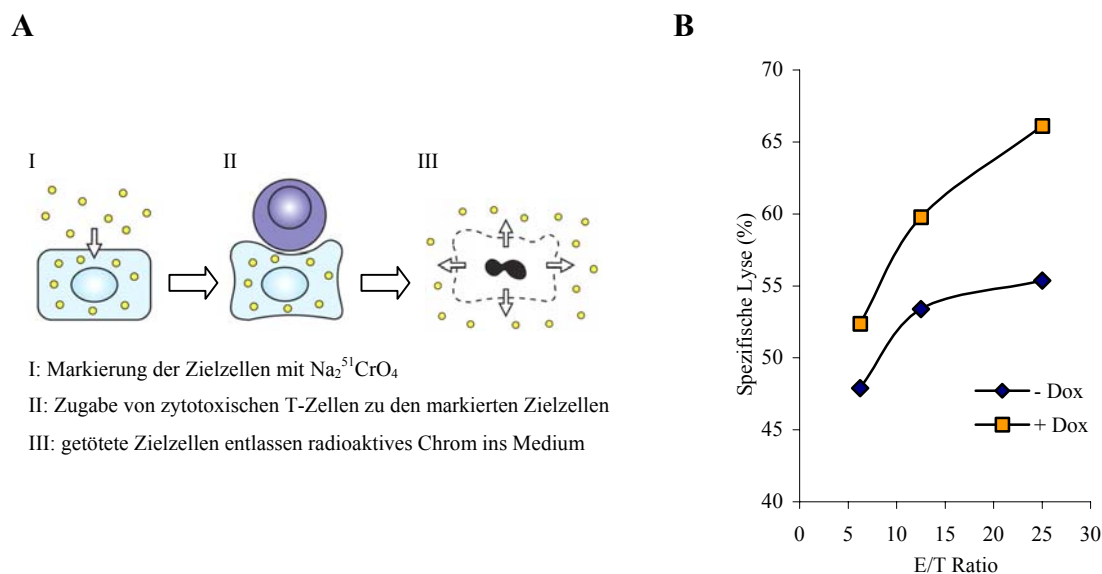 A
I
II
III
I: Markierung der Zielzellen mit Na₂⁵¹CrO₄
II: Zugabe von zytotoxischen T-Zellen zu den markierten Zielzellen
III: getötete Zielzellen entlassen radioaktives Chrom ins Medium
B
Spezifische Lyse (%)
70
65
60
55
50
45
40
0 5 10 15 20 25 30
E/T Ratio
- Dox
+ Dox